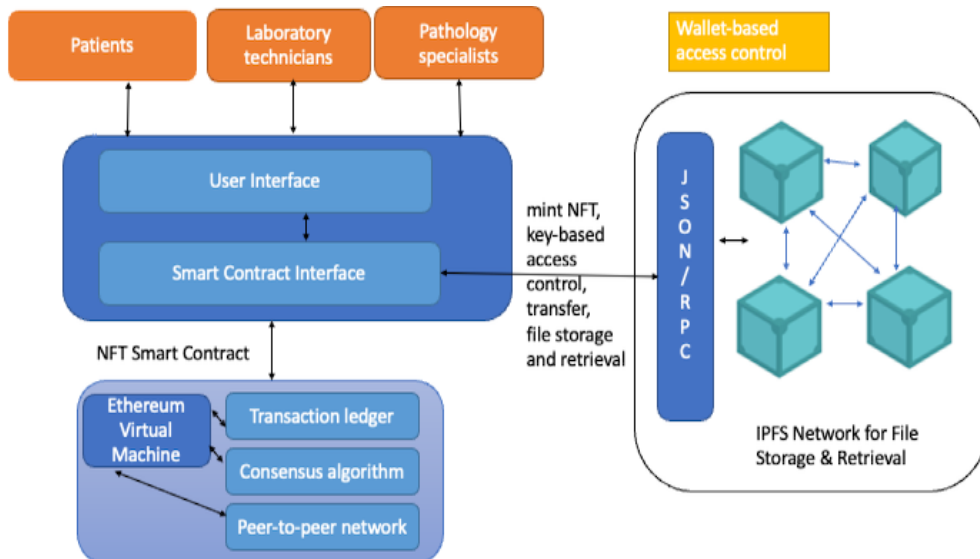 Patients
Laboratory
technicians
Pathology
specialists
Wallet-based
access control
User Interface
Smart Contract Interface
mint NFT,
key-based
access
control,
transfer,
file storage
and retrieval
JSON/RPC
IPFS Network for File
Storage & Retrieval
NFT Smart Contract
Ethereum
Virtual
Machine
Transaction ledger
Consensus algorithm
Peer-to-peer network